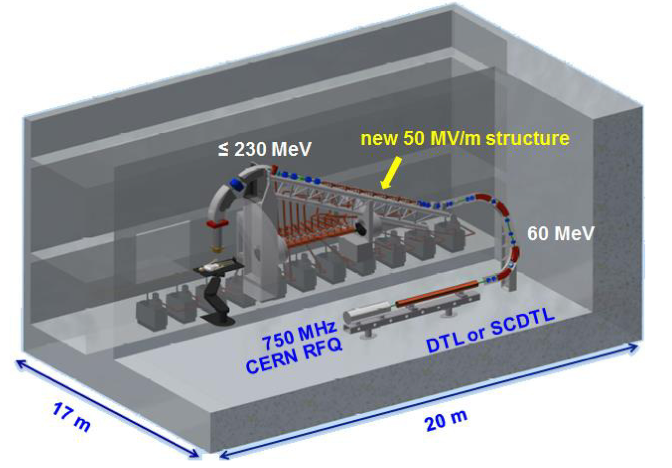 ≤ 230 MeV
new 50 MV/m structure
60 MeV
750 MHz
CERN RFQ
DTL or SCDTL
17 m
20 m